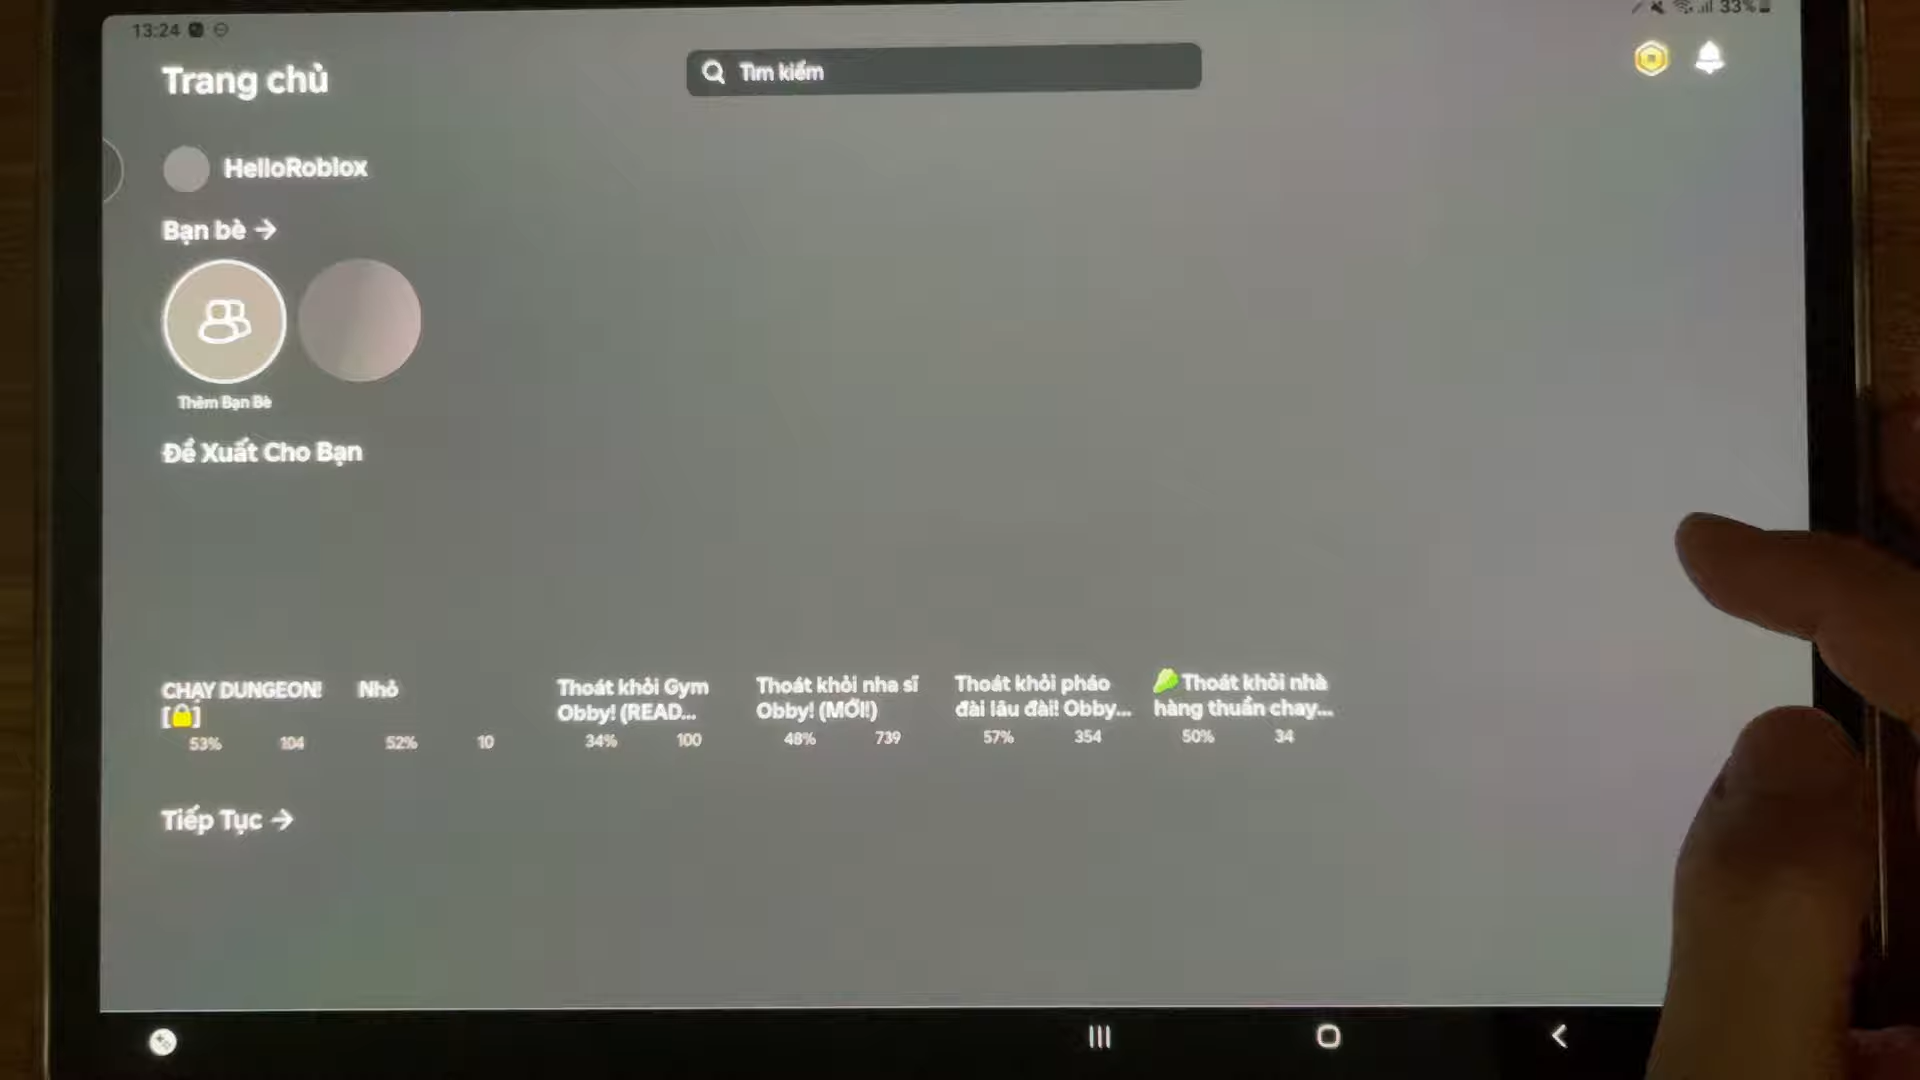 13:24
33%
Trang chủ
Tìm kiếm
HelloRoblox
Bạn bè →
Thêm Bạn Bè
Đề Xuất Cho Bạn
CHẠY DUNGEON!
[🔒]
53% 104
Nhỏ
52% 10
Thoát khỏi Gym
Obby! (READ...
34% 100
Thoát khỏi nha sĩ
Obby! (MỚI!)
48% 739
Thoát khỏi pháo
đài lâu đài! Obby...
57% 354
Thoát khỏi nhà
hàng thuần chay...
50% 34
Tiếp Tục →